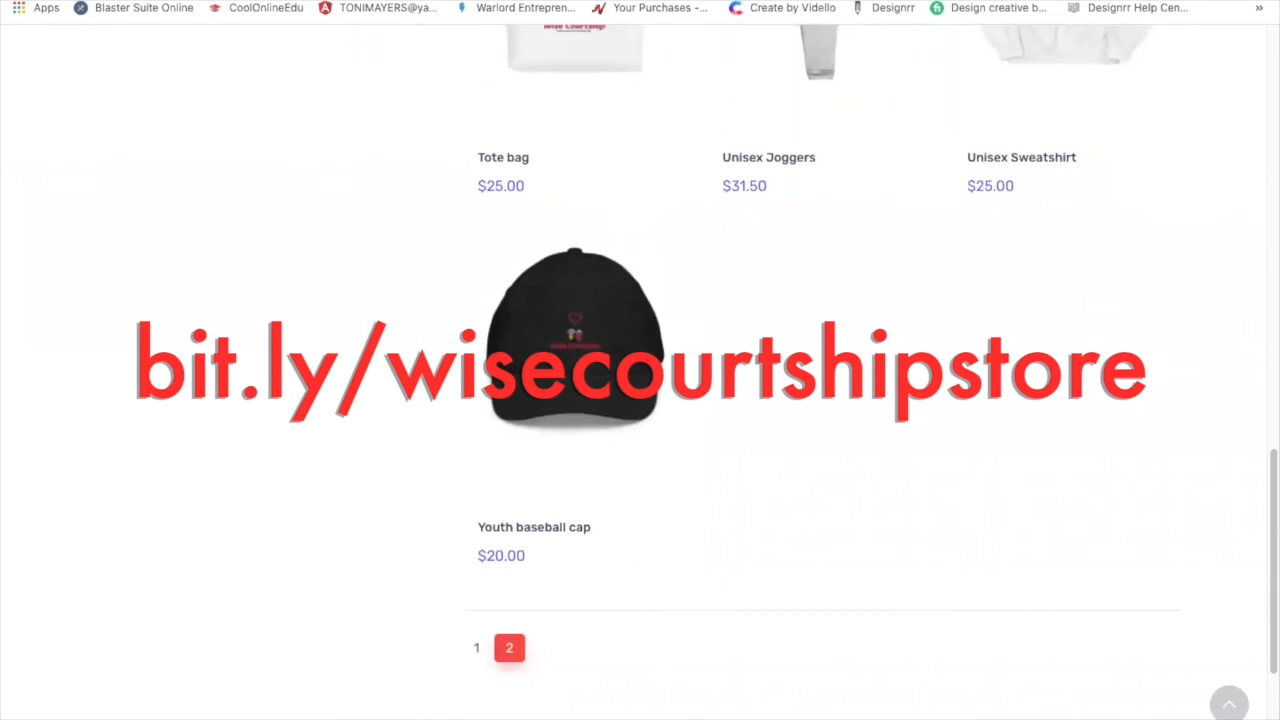 Apps Blaster Suite Online CoolOnlineEdu TONIMAYERS@ya... Warlord Entrepren... Your Purchases -... Create by Vidello Designrr Design creative b... Designrr Help Cen... »
Wise Courtship
Tote bag Unisex Joggers Unisex Sweatshirt
$25.00 $31.50 $25.00
bit.ly/wisecourtshipstore
Youth baseball cap
$20.00
1 2